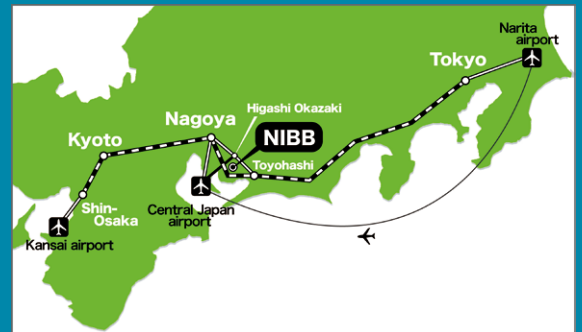 Narita
airport
Tokyo
Higashi Okazaki
Nagoya
NIBB
Kyoto
Toyohashi
Shin-
Osaka
Central Japan
airport
Kansai airport